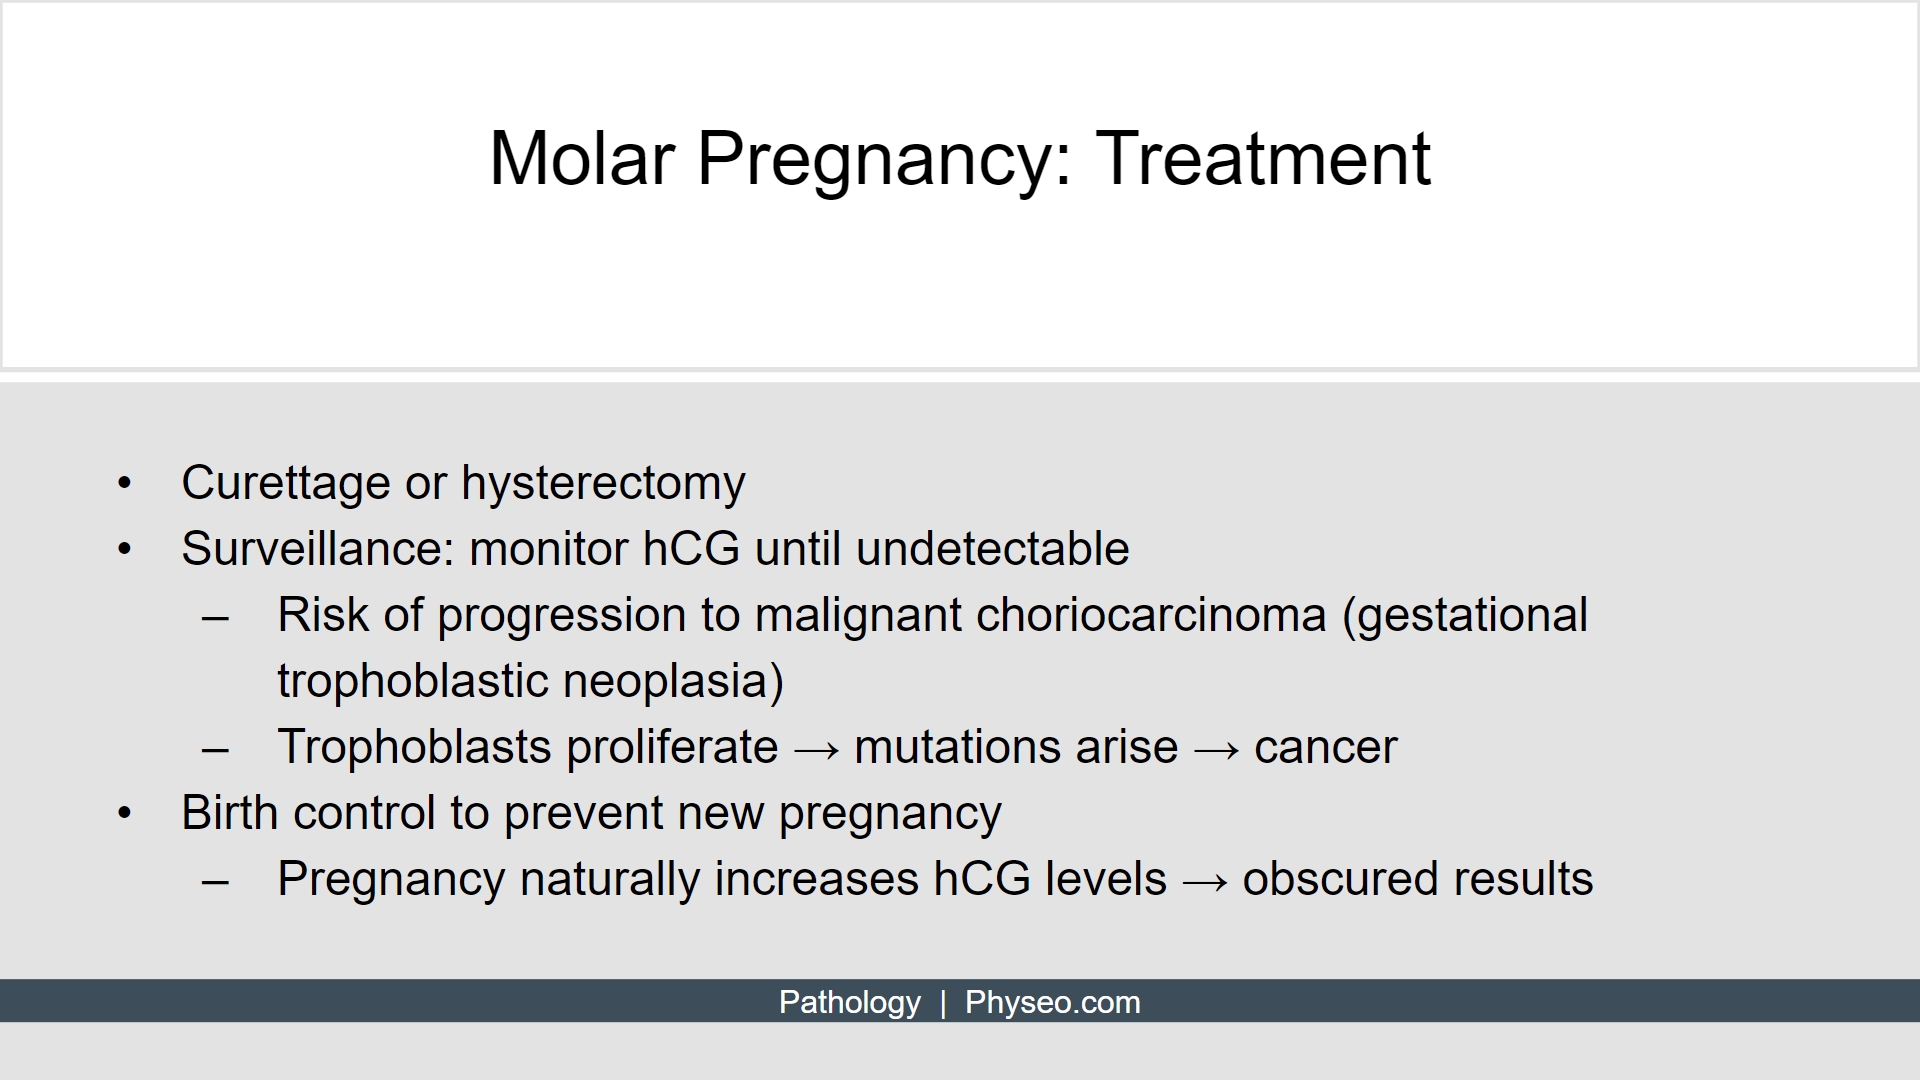 Molar Pregnancy: Treatment
• Curettage or hysterectomy
• Surveillance: monitor hCG until undetectable
– Risk of progression to malignant choriocarcinoma (gestational
trophoblastic neoplasia)
– Trophoblasts proliferate → mutations arise → cancer
• Birth control to prevent new pregnancy
– Pregnancy naturally increases hCG levels → obscured results
Pathology | Physeo.com